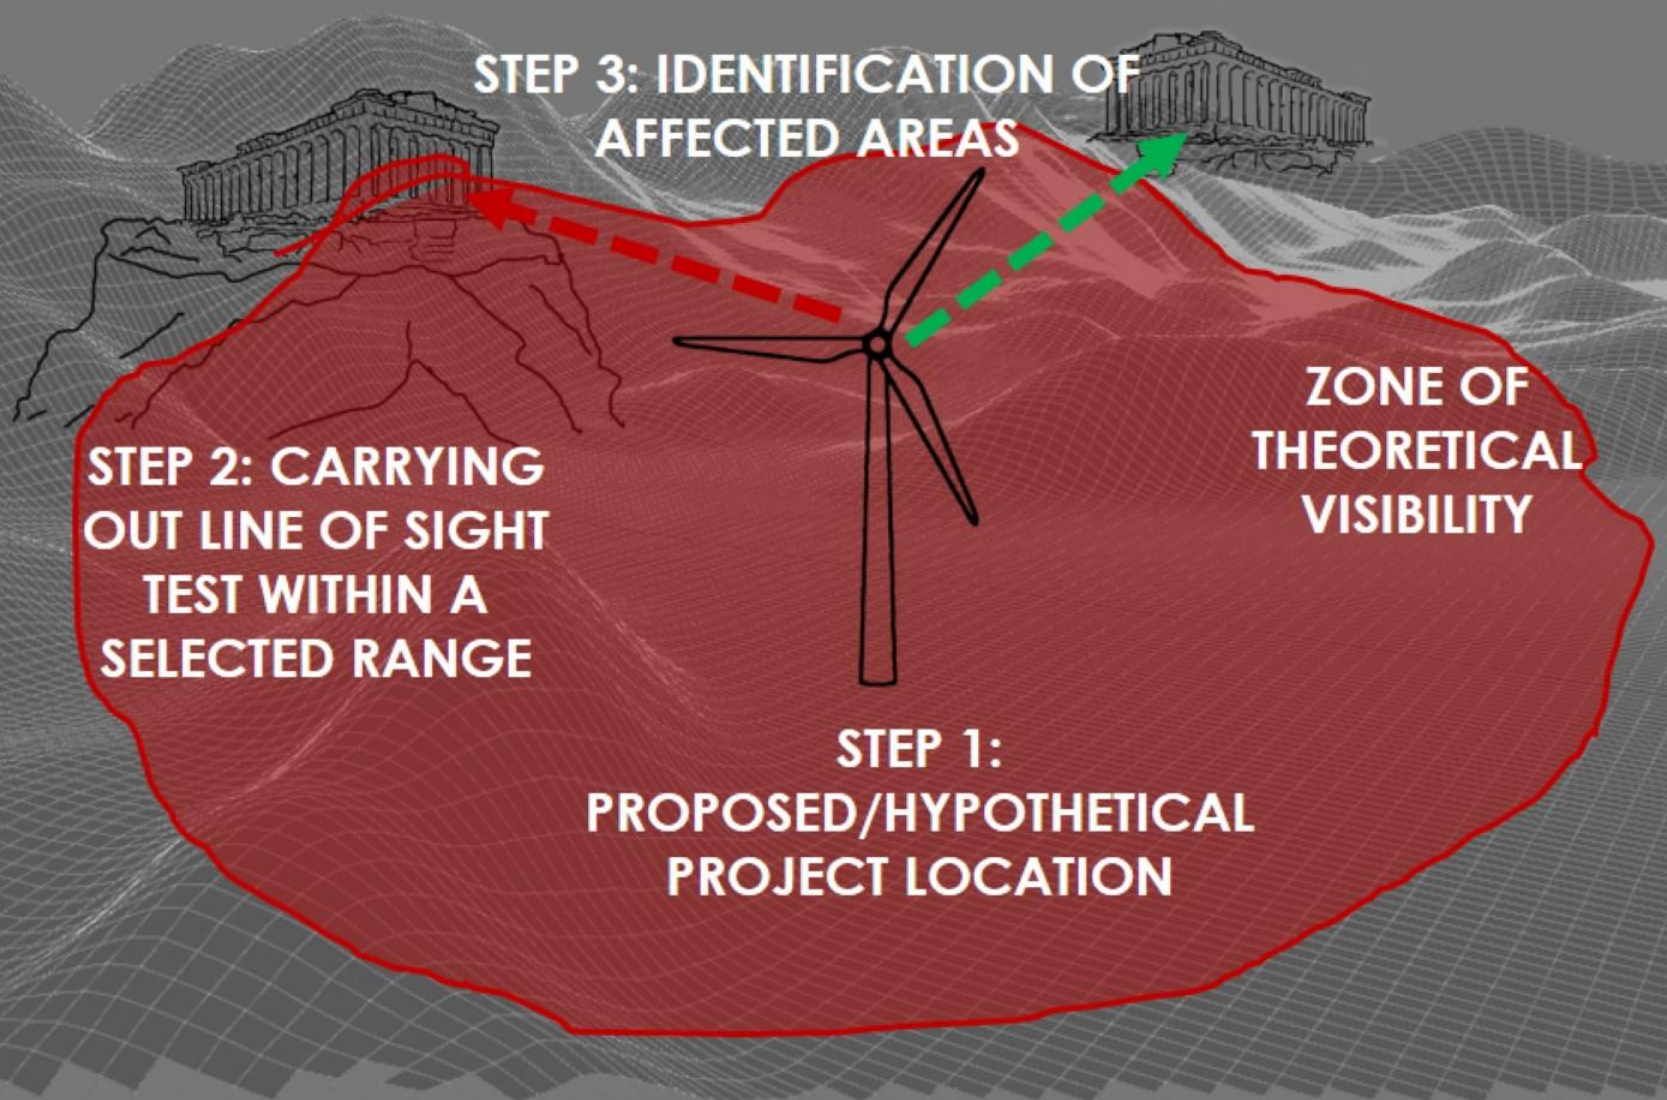 STEP 3: IDENTIFICATION OF
AFFECTED AREAS
ZONE OF
THEORETICAL
VISIBILITY
STEP 2: CARRYING
OUT LINE OF SIGHT
TEST WITHIN A
SELECTED RANGE
STEP 1:
PROPOSED/HYPOTHETICAL
PROJECT LOCATION